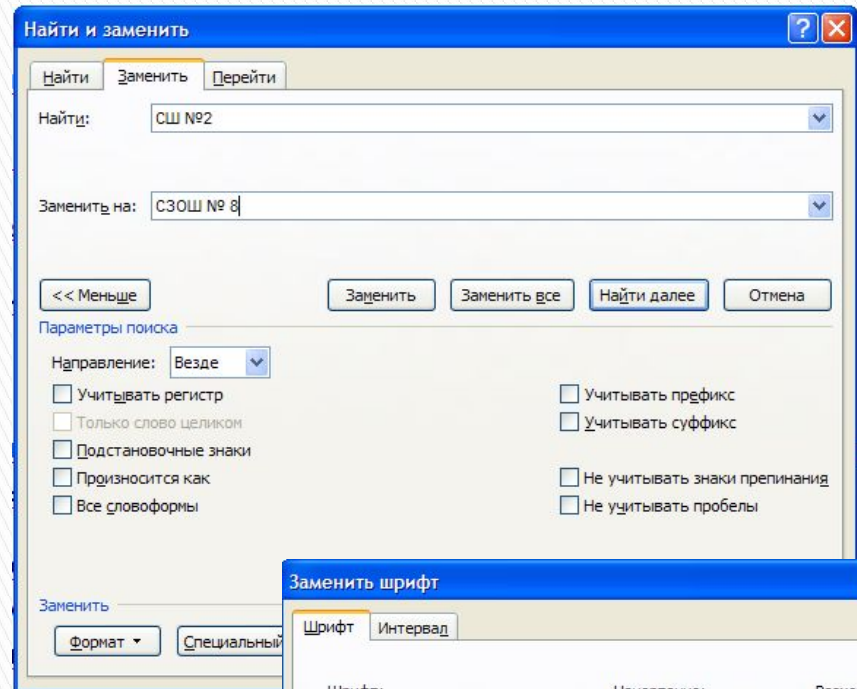 Найти и заменить
Найти Заменить Перейти
Найти: СШ №2
Заменить на: СЗОШ № 8
<< Меньше Заменить Заменить все Найти далее Отмена
Параметры поиска
Направление: Везде
Учитывать регистр Учитывать префикс
Только слово целиком Учитывать суффикс
Подстановочные знаки
Произносится как Не учитывать знаки препинания
Все словоформы Не учитывать пробелы
Заменить
Формат Специальный
Заменить шрифт
Шрифт Интервал